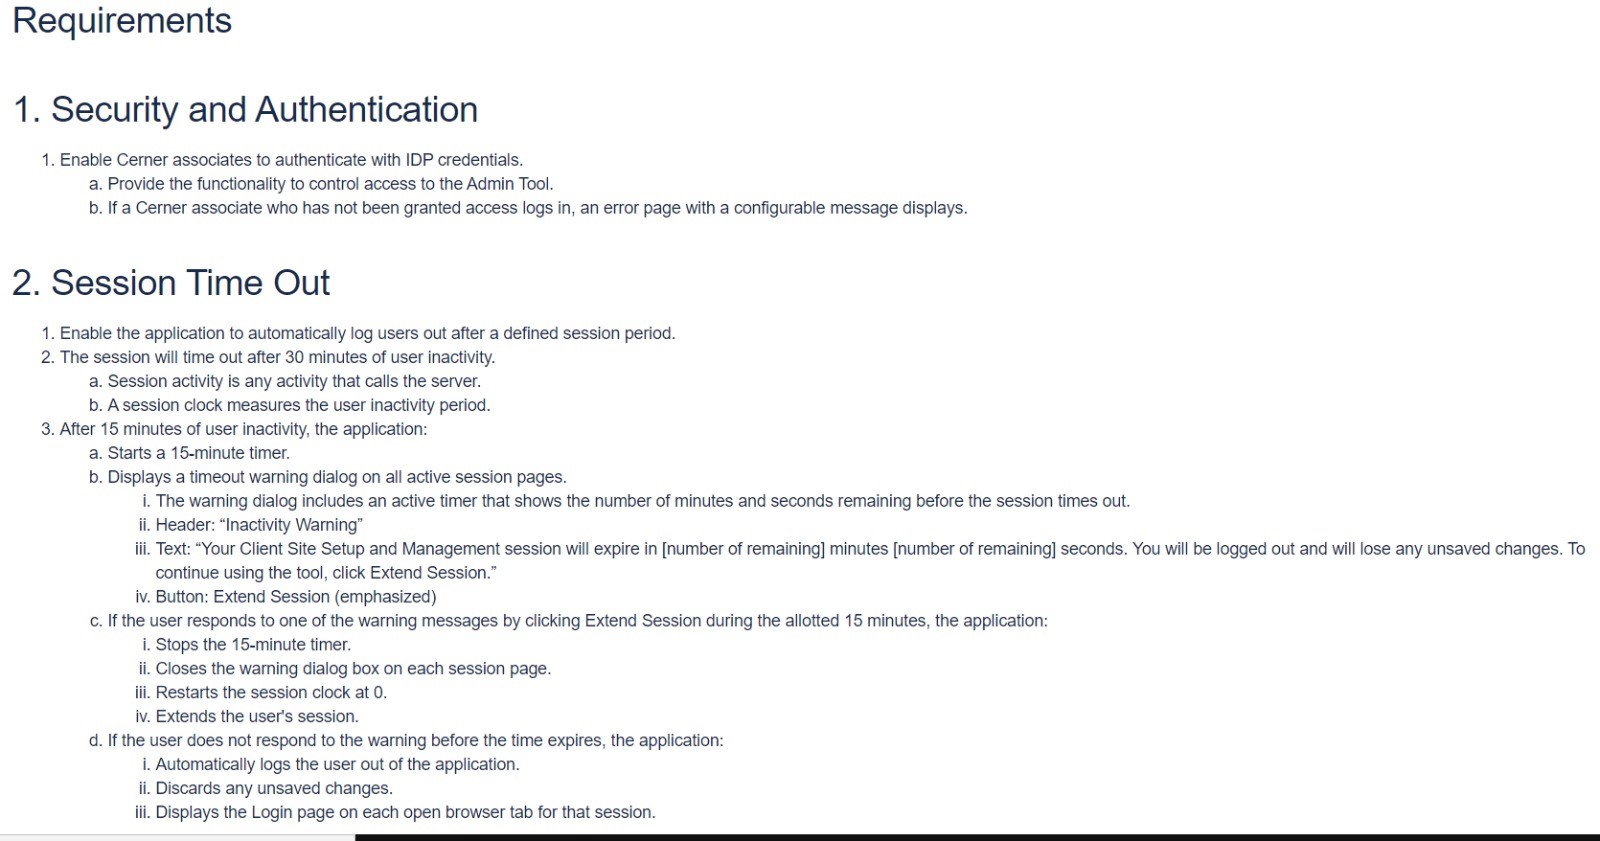 Requirements
1. Security and Authentication
1. Enable Cerner associates to authenticate with IDP credentials.
a. Provide the functionality to control access to the Admin Tool.
b. If a Cerner associate who has not been granted access logs in, an error page with a configurable message displays.
2. Session Time Out
1. Enable the application to automatically log users out after a defined session period.
2. The session will time out after 30 minutes of user inactivity.
a. Session activity is any activity that calls the server.
b. A session clock measures the user inactivity period.
3. After 15 minutes of user inactivity, the application:
a. Starts a 15-minute timer.
b. Displays a timeout warning dialog on all active session pages.
i. The warning dialog includes an active timer that shows the number of minutes and seconds remaining before the session times out.
ii. Header: “Inactivity Warning”
iii. Text: “Your Client Site Setup and Management session will expire in [number of remaining] minutes [number of remaining] seconds. You will be logged out and will lose any unsaved changes. To
continue using the tool, click Extend Session.”
iv. Button: Extend Session (emphasized)
c. If the user responds to one of the warning messages by clicking Extend Session during the allotted 15 minutes, the application:
i. Stops the 15-minute timer.
ii. Closes the warning dialog box on each session page.
iii. Restarts the session clock at 0.
iv. Extends the user's session.
d. If the user does not respond to the warning before the time expires, the application:
i. Automatically logs the user out of the application.
ii. Discards any unsaved changes.
iii. Displays the Login page on each open browser tab for that session.